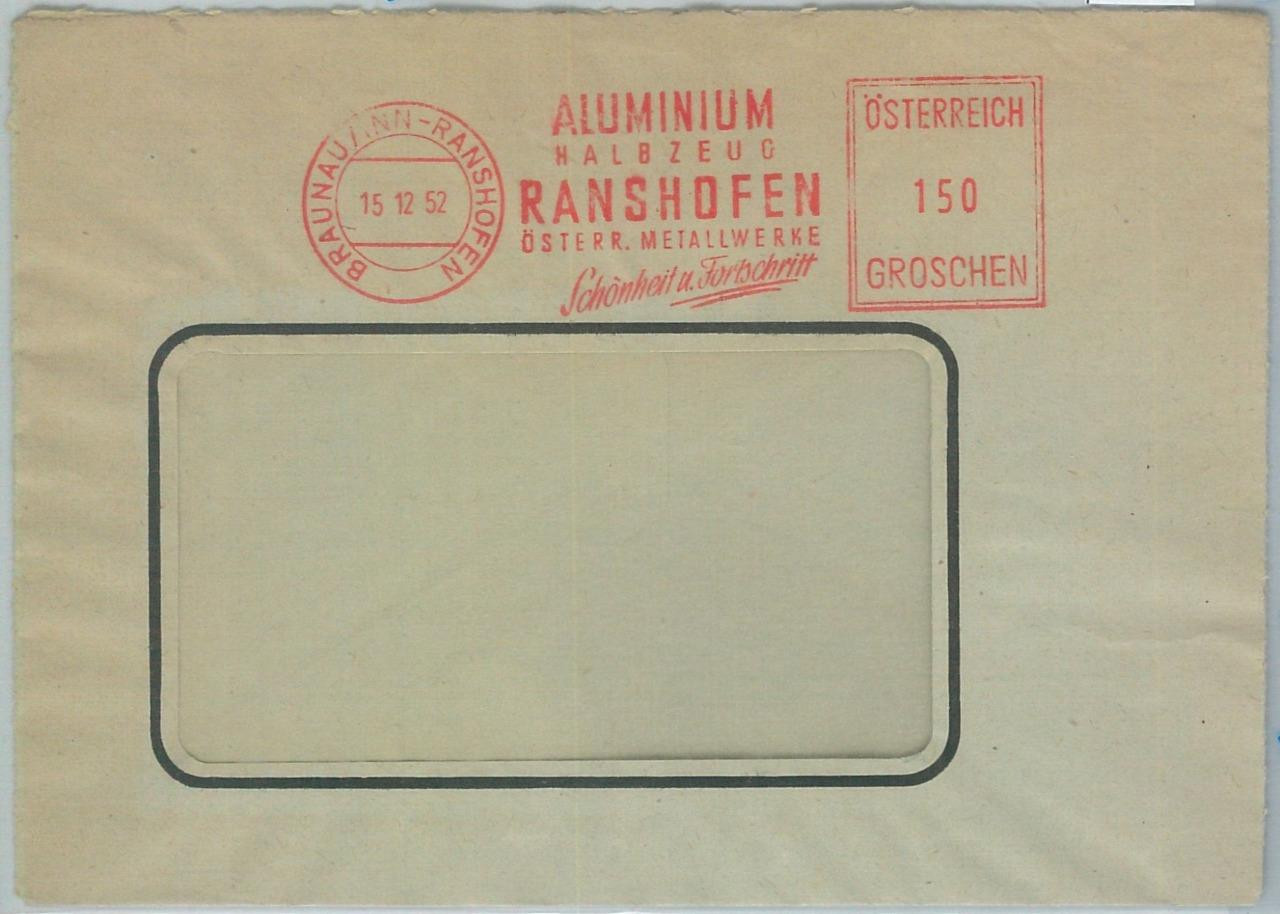 BRAUNAU/INN-RANSHOFEN
15 12 52
ALUMINIUM
HALBZEUG
RANSHOFEN
ÖSTERR. METALLWERKE
Schönheit u. Fortschritt
ÖSTERREICH
150
GROSCHEN